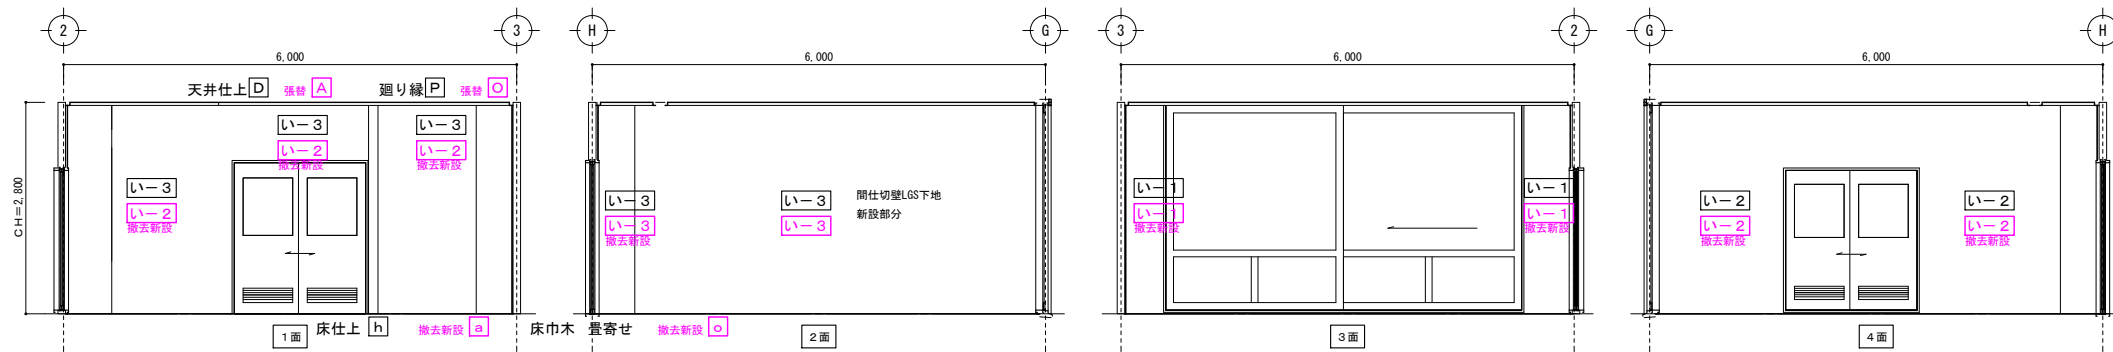 2 3 H G 3 2 G H
6,000 6,000 6,000 6,000
天井仕上 D 張替 A 廻り縁 P 張替 O
CH=2,800
い-3
い-2
撤去新設
い-3
い-2
撤去新設
い-3
い-2
撤去新設
い-3
い-3
撤去新設
い-3
い-3
間仕切壁LGS下地
新設部分
い-1
い-1
撤去新設
い-1
い-1
撤去新設
い-2
い-2
撤去新設
い-2
い-2
撤去新設
1面 床仕上 h 撤去新設 a 床巾木 畳寄せ 撤去新設 o 2面 3面 4面